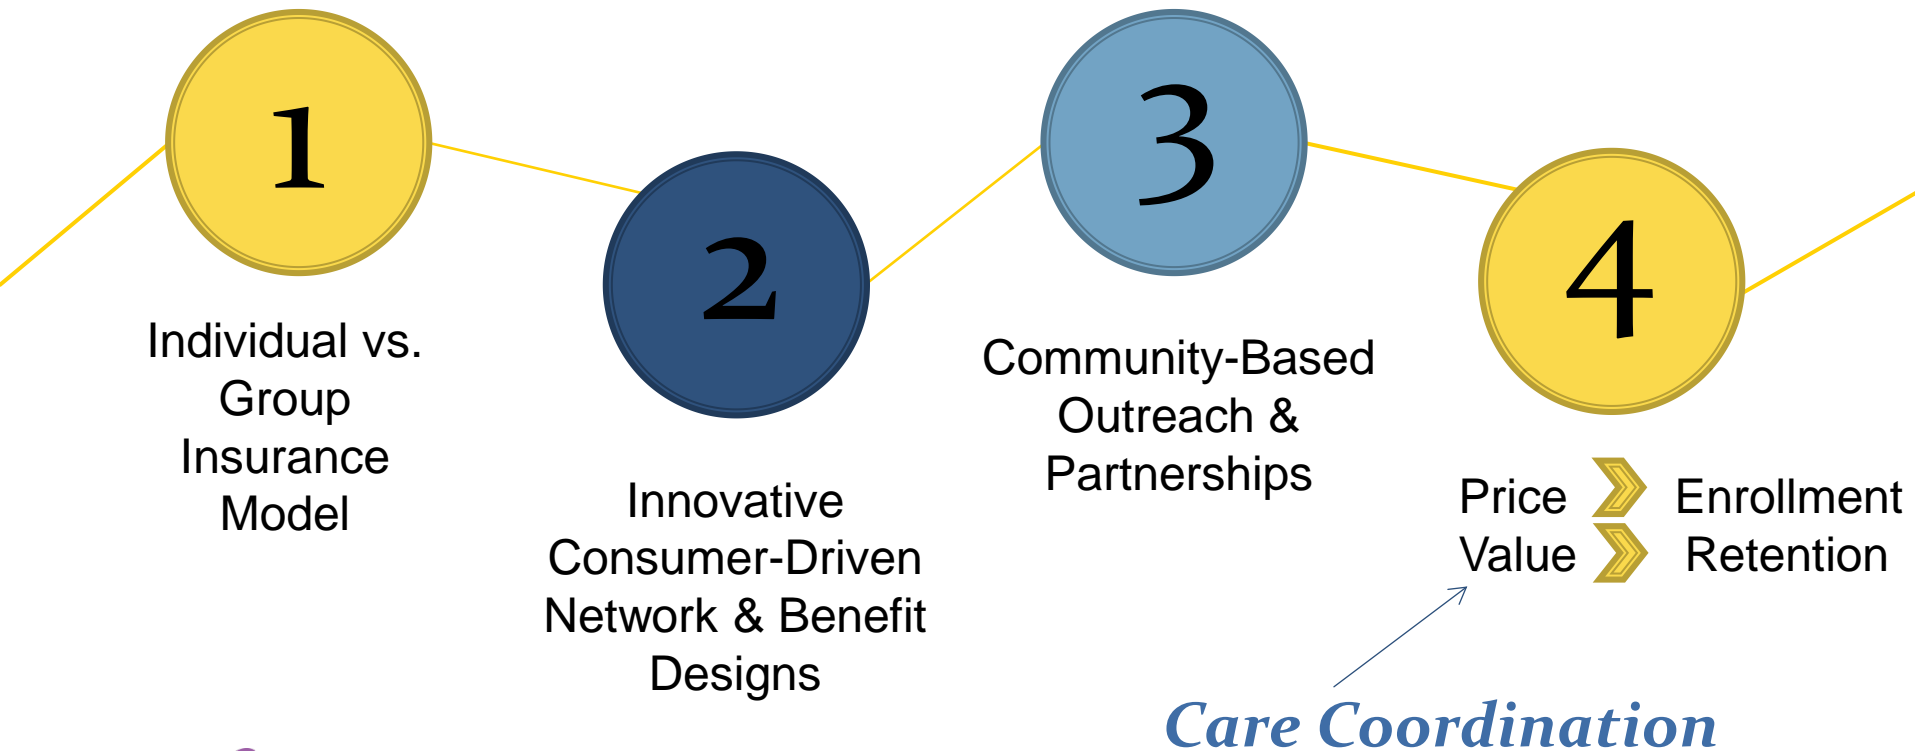 1
Individual vs.
Group
Insurance
Model
2
Innovative
Consumer-Driven
Network & Benefit
Designs
3
Community-Based
Outreach &
Partnerships
4
Price Enrollment
Value Retention
Care Coordination